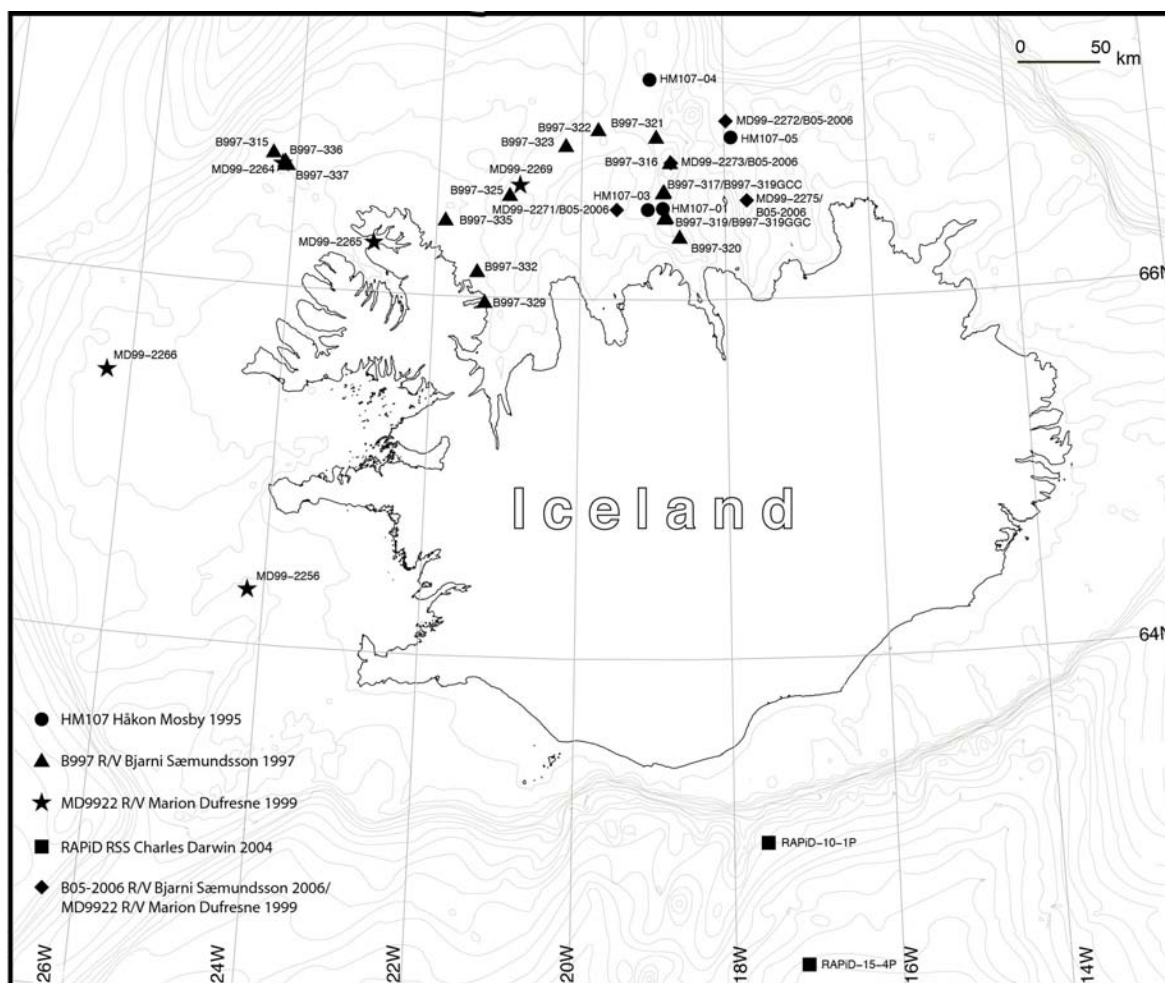 0 50
km
HM107-04
B997-322
B997-321
MD99-2272/B05-2006
HM107-05
B997-315
B997-336
B997-323
MD99-2264
B997-337
MD99-2269
B997-316
MD99-2273/B05-2006
B997-325
HM107-03
B997-317/B997-319GCC
MD99-2271/B05-2006
HM107-01
MD99-2275/
B05-2006
B997-335
B997-319/B997-319GGC
MD99-2265
B997-320
B997-332
66N
B997-329
MD99-2266
Iceland
MD99-2256
64N
HM107 Håkon Mosby 1995
B997 R/V Bjarni Sæmundsson 1997
MD9922 R/V Marion Dufresne 1999
RAPiD RSS Charles Darwin 2004
RAPiD-10-1P
B05-2006 R/V Bjarni Sæmundsson 2006/
MD9922 R/V Marion Dufresne 1999
26W
24W
22W
20W
18W
16W
14W
RAPiD-15-4P